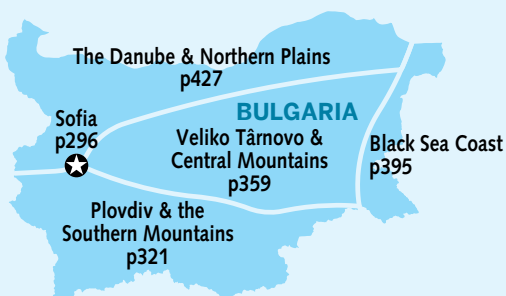 The Danube & Northern Plains
p427
Sofia
p296
BULGARIA
Veliko Târnovo &
Central Mountains
p359
Black Sea Coast
p395
Plovdiv & the
Southern Mountains
p321